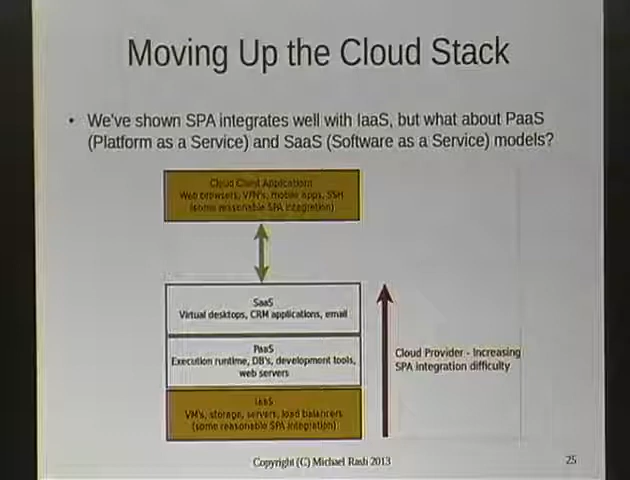 Moving Up the Cloud Stack
• We've shown SPA integrates well with IaaS, but what about PaaS
(Platform as a Service) and SaaS (Software as a Service) models?
Cloud Client Applications
Web browsers, VPN's, mobile apps, SSH
(some reasonable SPA integration)
SaaS
Virtual desktops, CRM applications, email
PaaS
Execution runtime, DB's, development tools,
web servers
Cloud Provider - Increasing
SPA integration difficulty
IaaS
VM's, storage, servers, load balancers
(some reasonable SPA integration)
Copyright (C) Michael Rash 2013
25